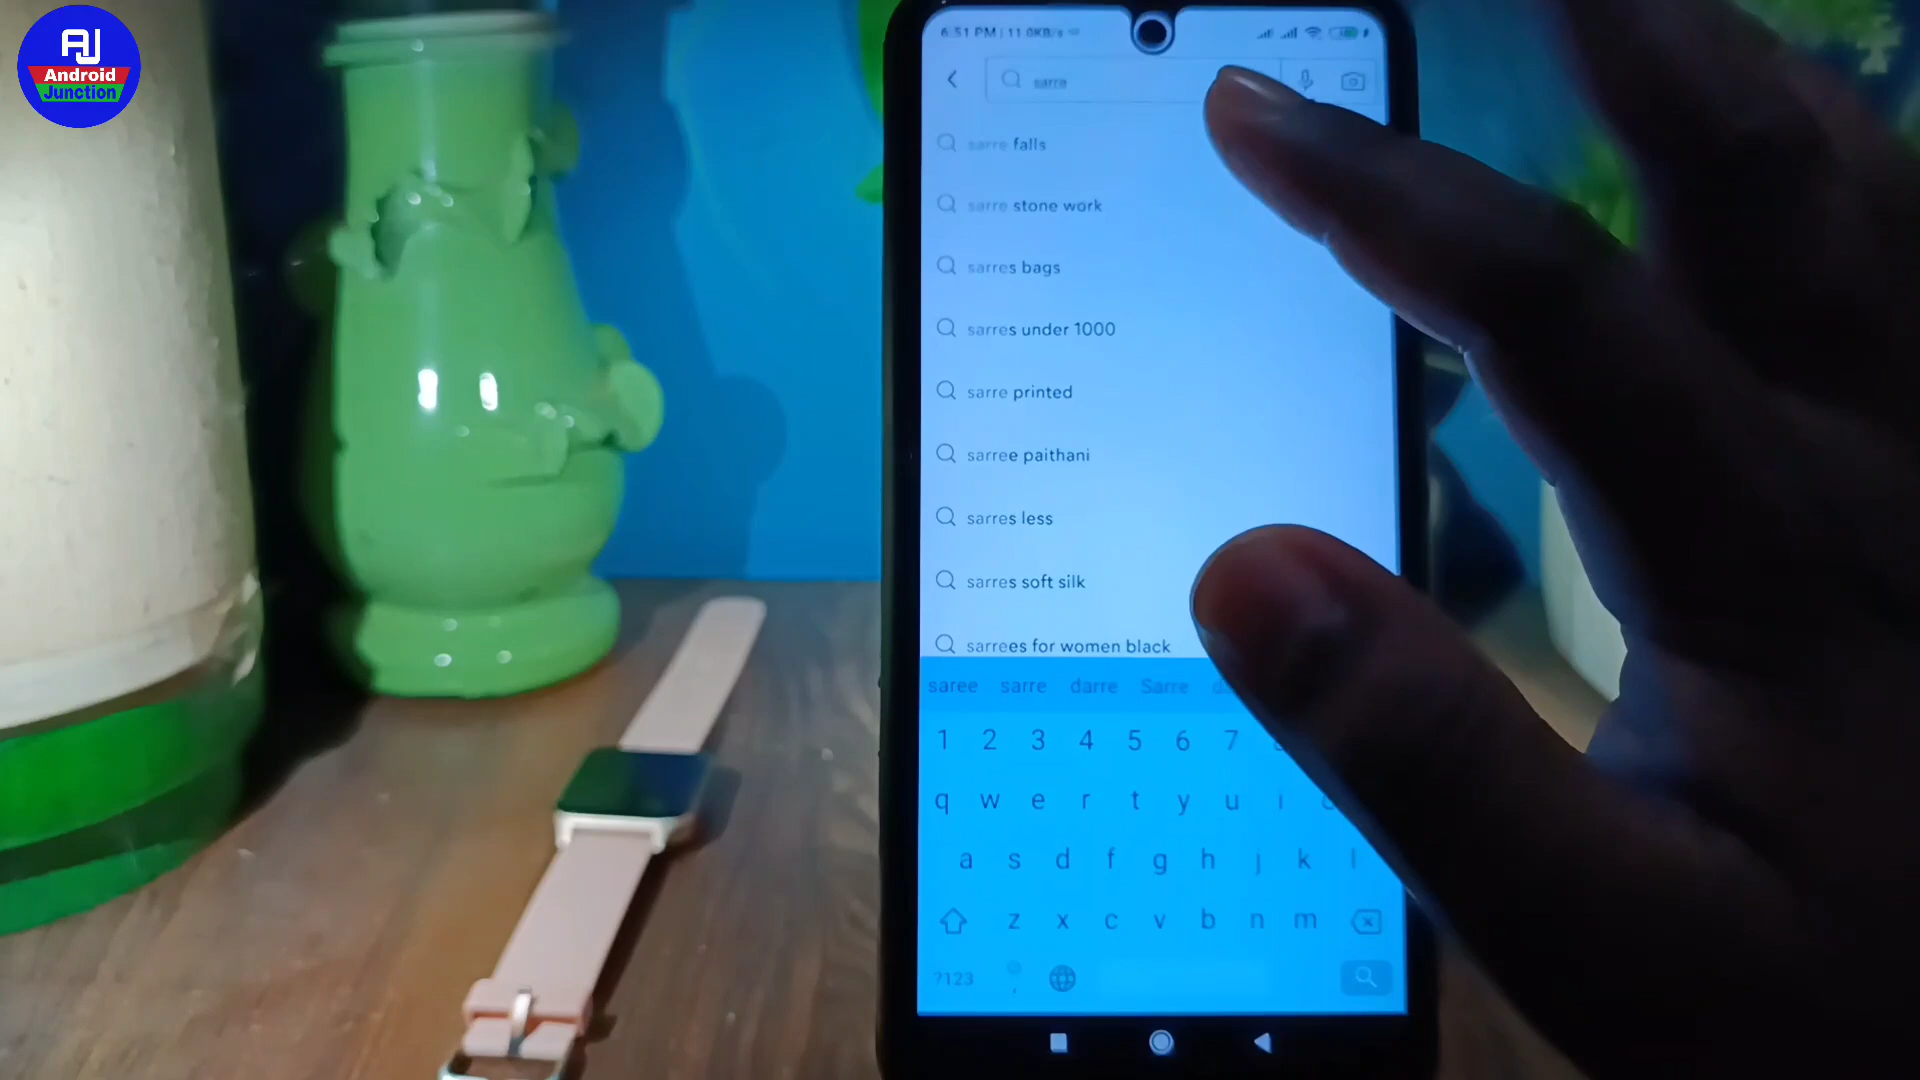 AJ
Android
Junction
6:51 PM | 11.0KB/s
sarre
sarre falls
sarre stone work
sarres bags
sarres under 1000
sarre printed
sarree paithani
sarres less
sarres soft silk
sarrees for women black
saree sarre darre Sarre
1 2 3 4 5 6 7
q w e r t y u i
a s d f g h j k l
z x c v b n m
?123 ,